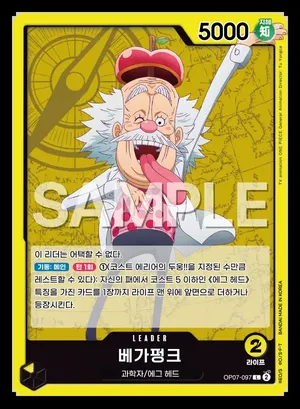 5000
지혜
知
SAMPLE
이 리더는 어택할 수 없다.
기동: 메인 턴 1회 ①(코스트 에리어의 두웅!!을 지정된 수만큼
레스트할 수 있다): 자신의 패에서 코스트 5 이하인 《에그 헤드》
특징을 가진 카드를 1장까지 라이프 맨 위에 앞면으로 더하거나
등장시킨다.
LEADER
베가펑크
과학자/에그 헤드
2
라이프
OP07-097 L